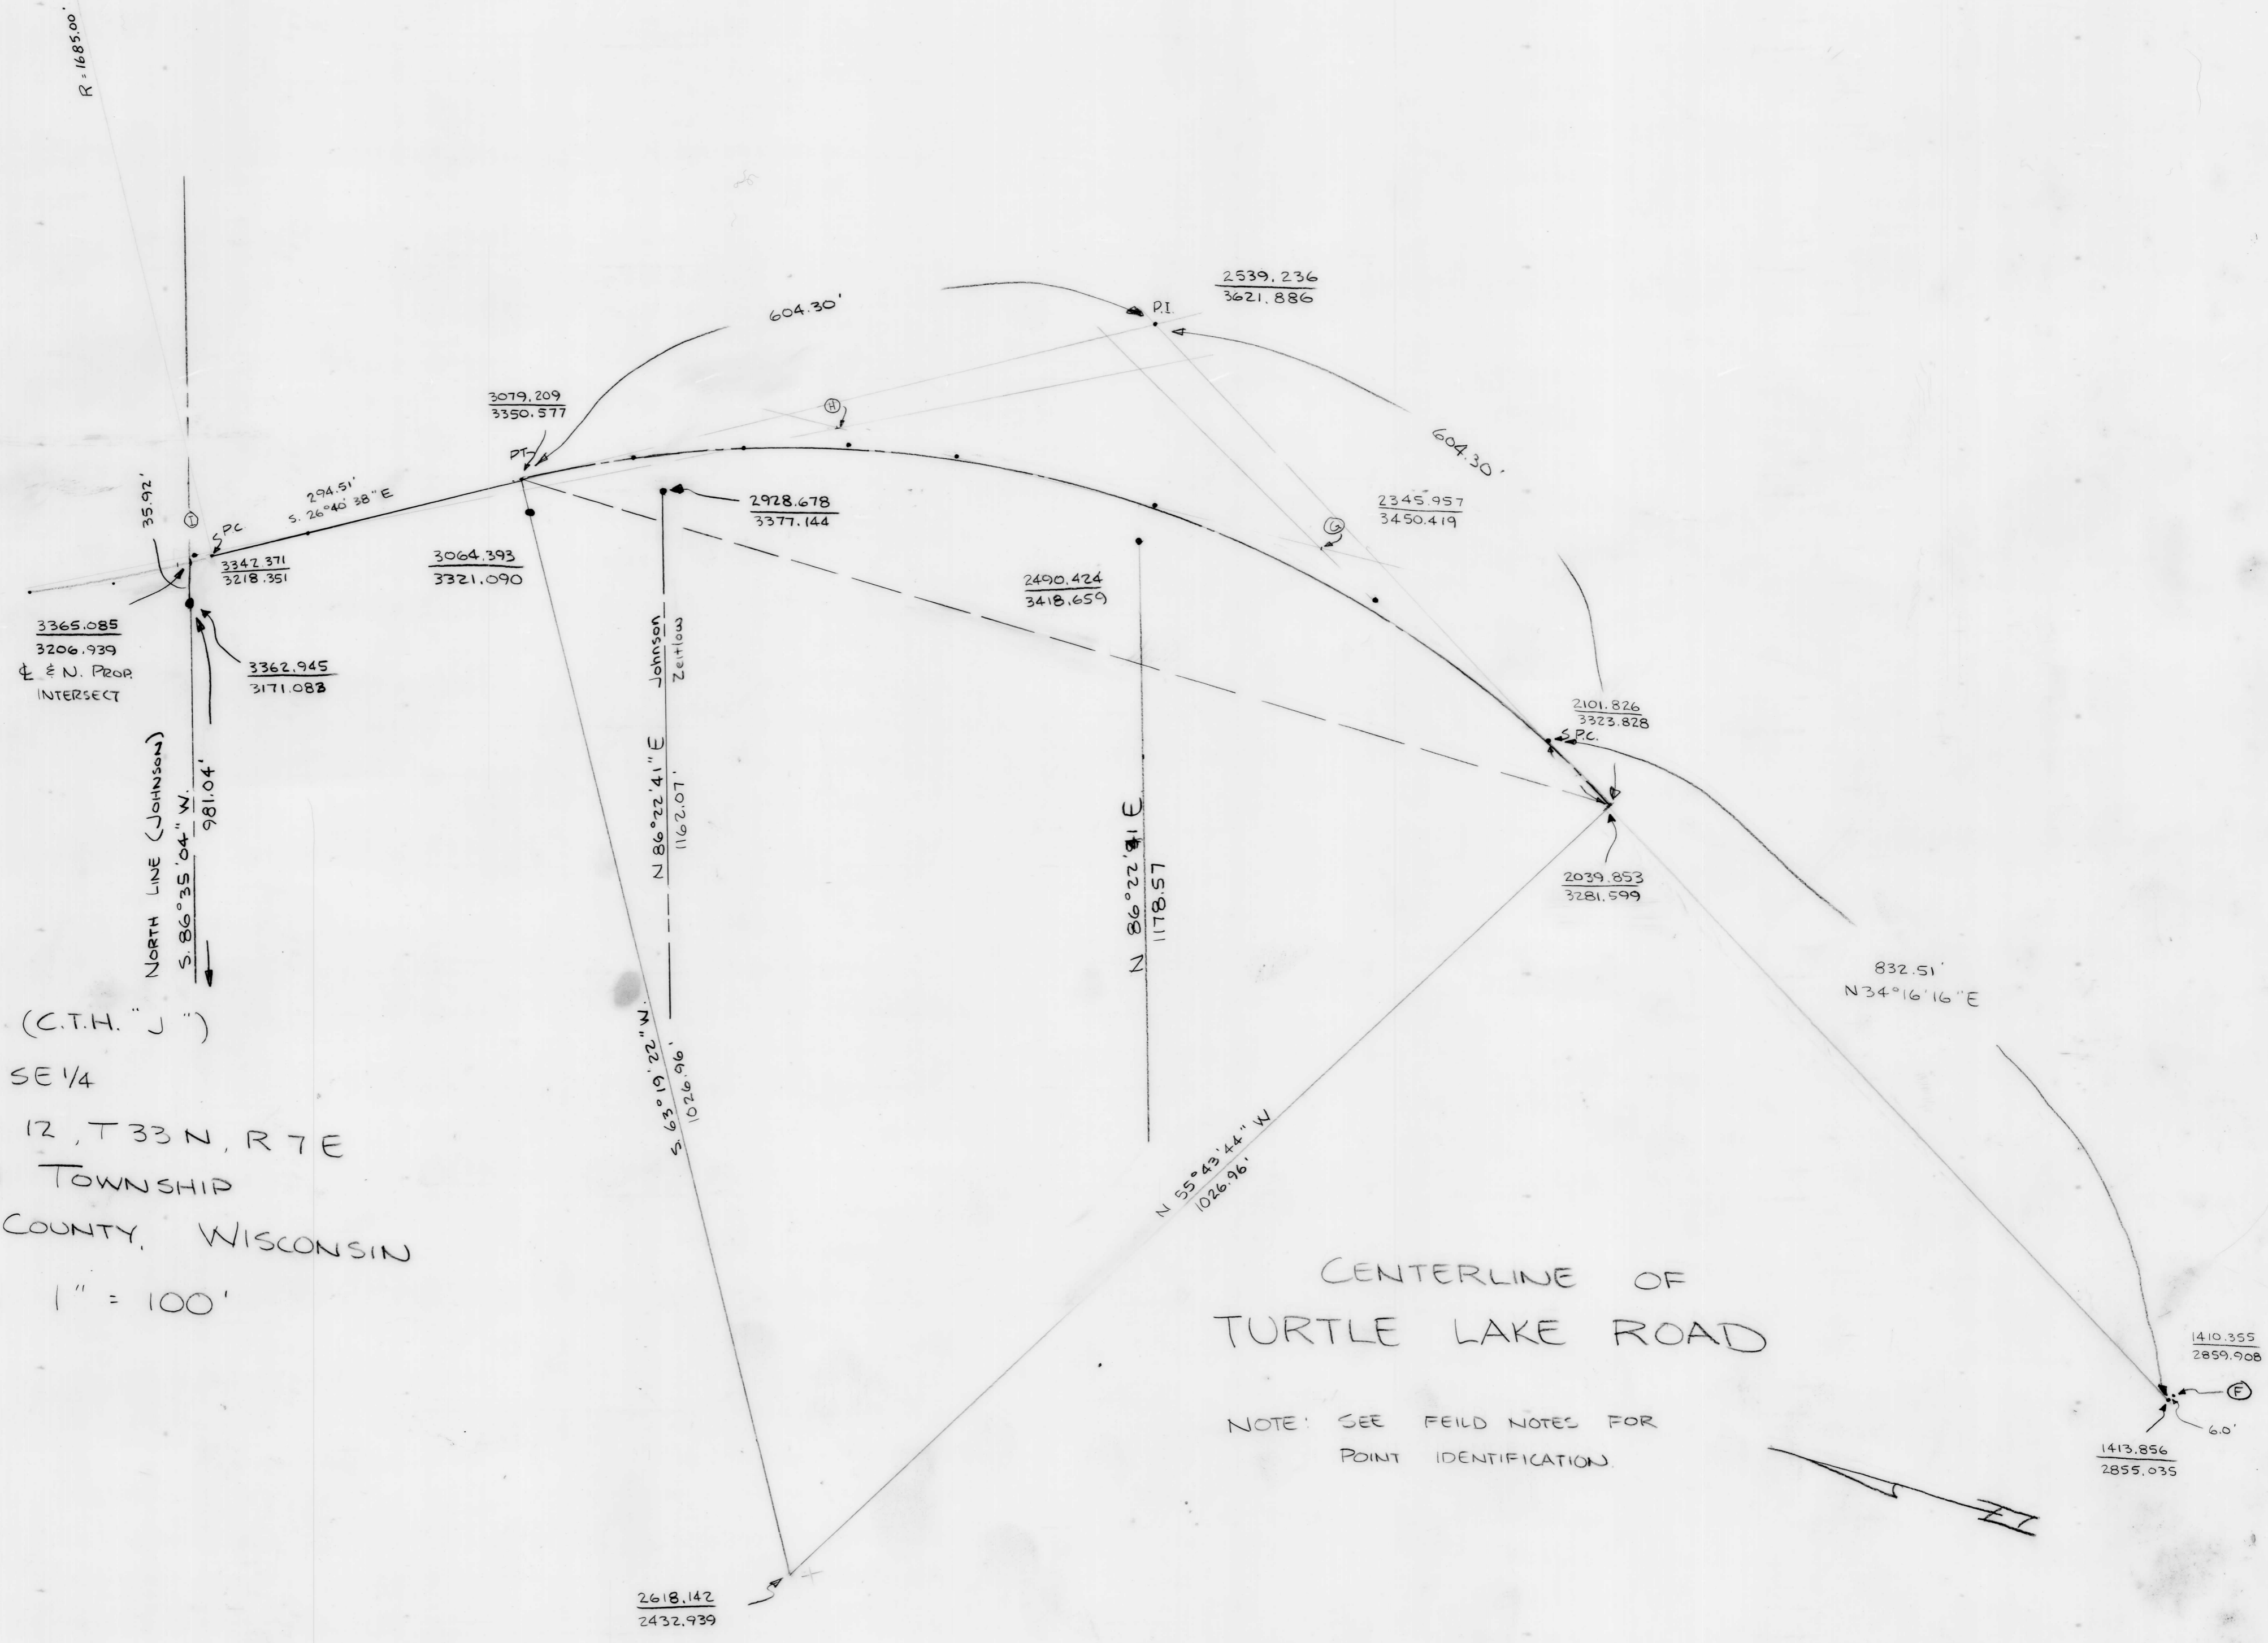 R = 1685.00'
2539.236
3621.886
P.I.
604.30'
604.30'
3079.209
3350.577
PT
H
35.92'
I
P.C
294.51'
S. 26°40'38" E
3342.371
3218.351
3064.393
3321.090
2928.678
3377.144
2490.424
3418.659
2345.957
3450.419
G
3365.085
3206.939
℄ & N. PROP.
INTERSECT
3362.945
3171.083
NORTH LINE (JOHNSON)
S. 86°35'04" W.
981.04'
Johnson
Zeitlow
N 86°22'41" E
1162.07'
N 86°22'41 E
1178.57
2101.826
3323.828
P.C.
2039.853
3281.599
832.51'
N34°16'16"E
S. 63°19'22" W.
1026.96'
N 55°43'44" W
1026.96'
(C.T.H. "J")
SE 1/4
12, T33N, R7E
TOWNSHIP
COUNTY, WISCONSIN
1" = 100'
CENTERLINE OF
TURTLE LAKE ROAD
NOTE: SEE FEILD NOTES FOR
POINT IDENTIFICATION
1410.355
2859.908
F
6.0'
1413.856
2855.035
2618.142
2432.939
N